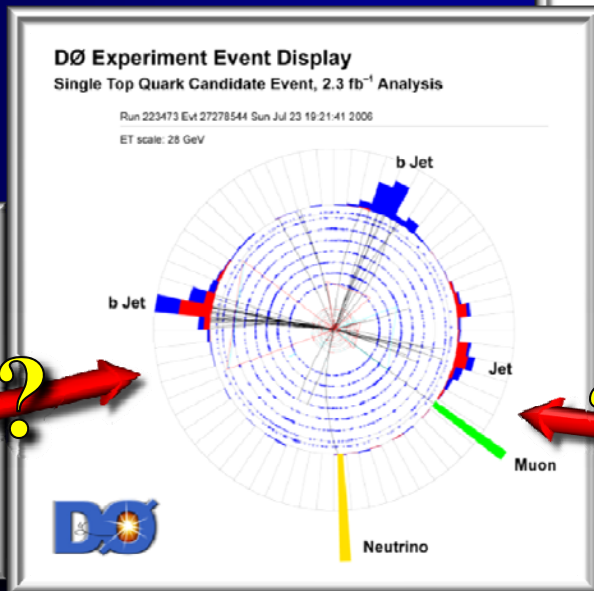 DØ Experiment Event Display
Single Top Quark Candidate Event, 2.3 fb⁻¹ Analysis
Run 223473 Evt 27278544 Sun Jul 23 19:21:41 2006
ET scale: 28 GeV
b Jet
b Jet
?
Jet
Muon
DØ
Neutrino